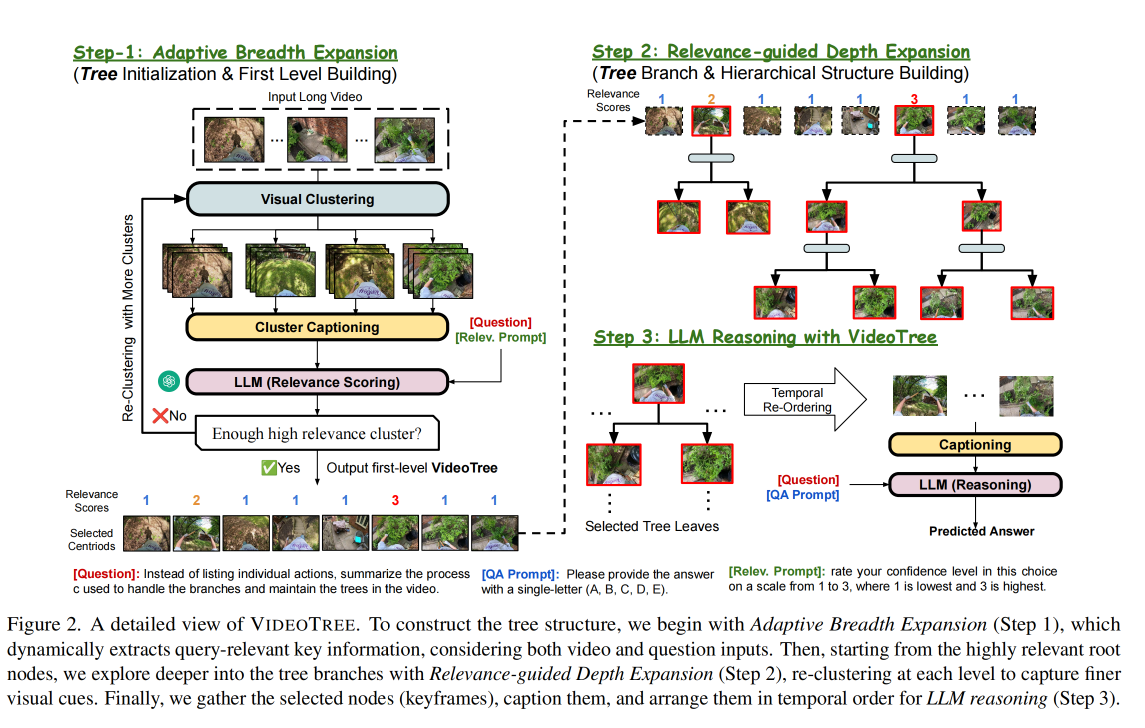 Step-1: Adaptive Breadth Expansion
(Tree Initialization & First Level Building)
Input Long Video
... ...
Visual Clustering
Re-Clustering with More Clusters
Cluster Captioning
[Question]
[Relev. Prompt]
LLM (Relevance Scoring)
❌No
Enough high relevance cluster?
✅Yes Output first-level VideoTree
Relevance
Scores
1 2 1 1 1 3 1 1
Selected
Centriods
Step 2: Relevance-guided Depth Expansion
(Tree Branch & Hierarchical Structure Building)
Relevance
Scores
1 2 1 1 1 3 1 1
Step 3: LLM Reasoning with VideoTree
... ...
Selected Tree Leaves
Temporal
Re-Ordering
...
Captioning
[Question]
[QA Prompt]
LLM (Reasoning)
Predicted Answer
[Question]: Instead of listing individual actions, summarize the process
c used to handle the branches and maintain the trees in the video.
[QA Prompt]: Please provide the answer
with a single-letter (A, B, C, D, E).
[Relev. Prompt]: rate your confidence level in this choice
on a scale from 1 to 3, where 1 is lowest and 3 is highest.
Figure 2. A detailed view of VIDEOTREE. To construct the tree structure, we begin with Adaptive Breadth Expansion (Step 1), which
dynamically extracts query-relevant key information, considering both video and question inputs. Then, starting from the highly relevant root
nodes, we explore deeper into the tree branches with Relevance-guided Depth Expansion (Step 2), re-clustering at each level to capture finer
visual cues. Finally, we gather the selected nodes (keyframes), caption them, and arrange them in temporal order for LLM reasoning (Step 3).